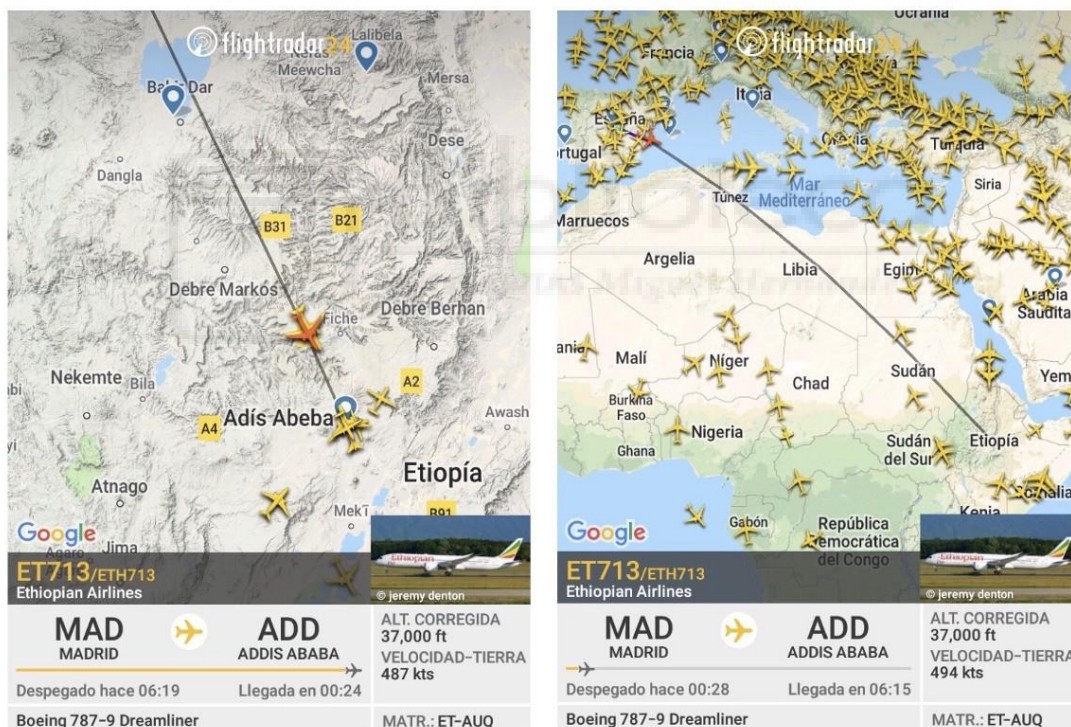 flightradar24
Lalibela
Meewcha
Mersa
Bahir Dar
Dese
Dangla
B31
B21
Debre Markos
Debre Berhan
Fiche
Nekemte
Bila
A2
Adís Abeba
A4
Awash
Etiopía
Atnago
Mek'ī
B91
Google
Agaro
Jima
ET713/ETH713
Ethiopian Airlines
Ethiopian
© jeremy denton
MAD
MADRID
ADD
ADDIS ABABA
ALT. CORREGIDA
37,000 ft
VELOCIDAD-TIERRA
487 kts
Despegado hace 06:19
Llegada en 00:24
Boeing 787-9 Dreamliner
MATR.: ET-AUQ
flightradar24
Ucrania
Francia
Italia
España
Portugal
Grecia
Turquía
Túnez
Mar
Mediterráneo
Siria
Marruecos
Argelia
Libia
Egipto
Arabia
Saudita
Malí
Níger
Chad
Sudán
Yem
Burkina
Faso
Nigeria
Ghana
Sudán
del Sur
Etiopía
Somalia
Kenia
Gabón
República
Democrática
del Congo
Google
ET713/ETH713
Ethiopian Airlines
Ethiopian
© jeremy denton
MAD
MADRID
ADD
ADDIS ABABA
ALT. CORREGIDA
37,000 ft
VELOCIDAD-TIERRA
494 kts
Despegado hace 00:28
Llegada en 06:15
Boeing 787-9 Dreamliner
MATR.: ET-AUQ